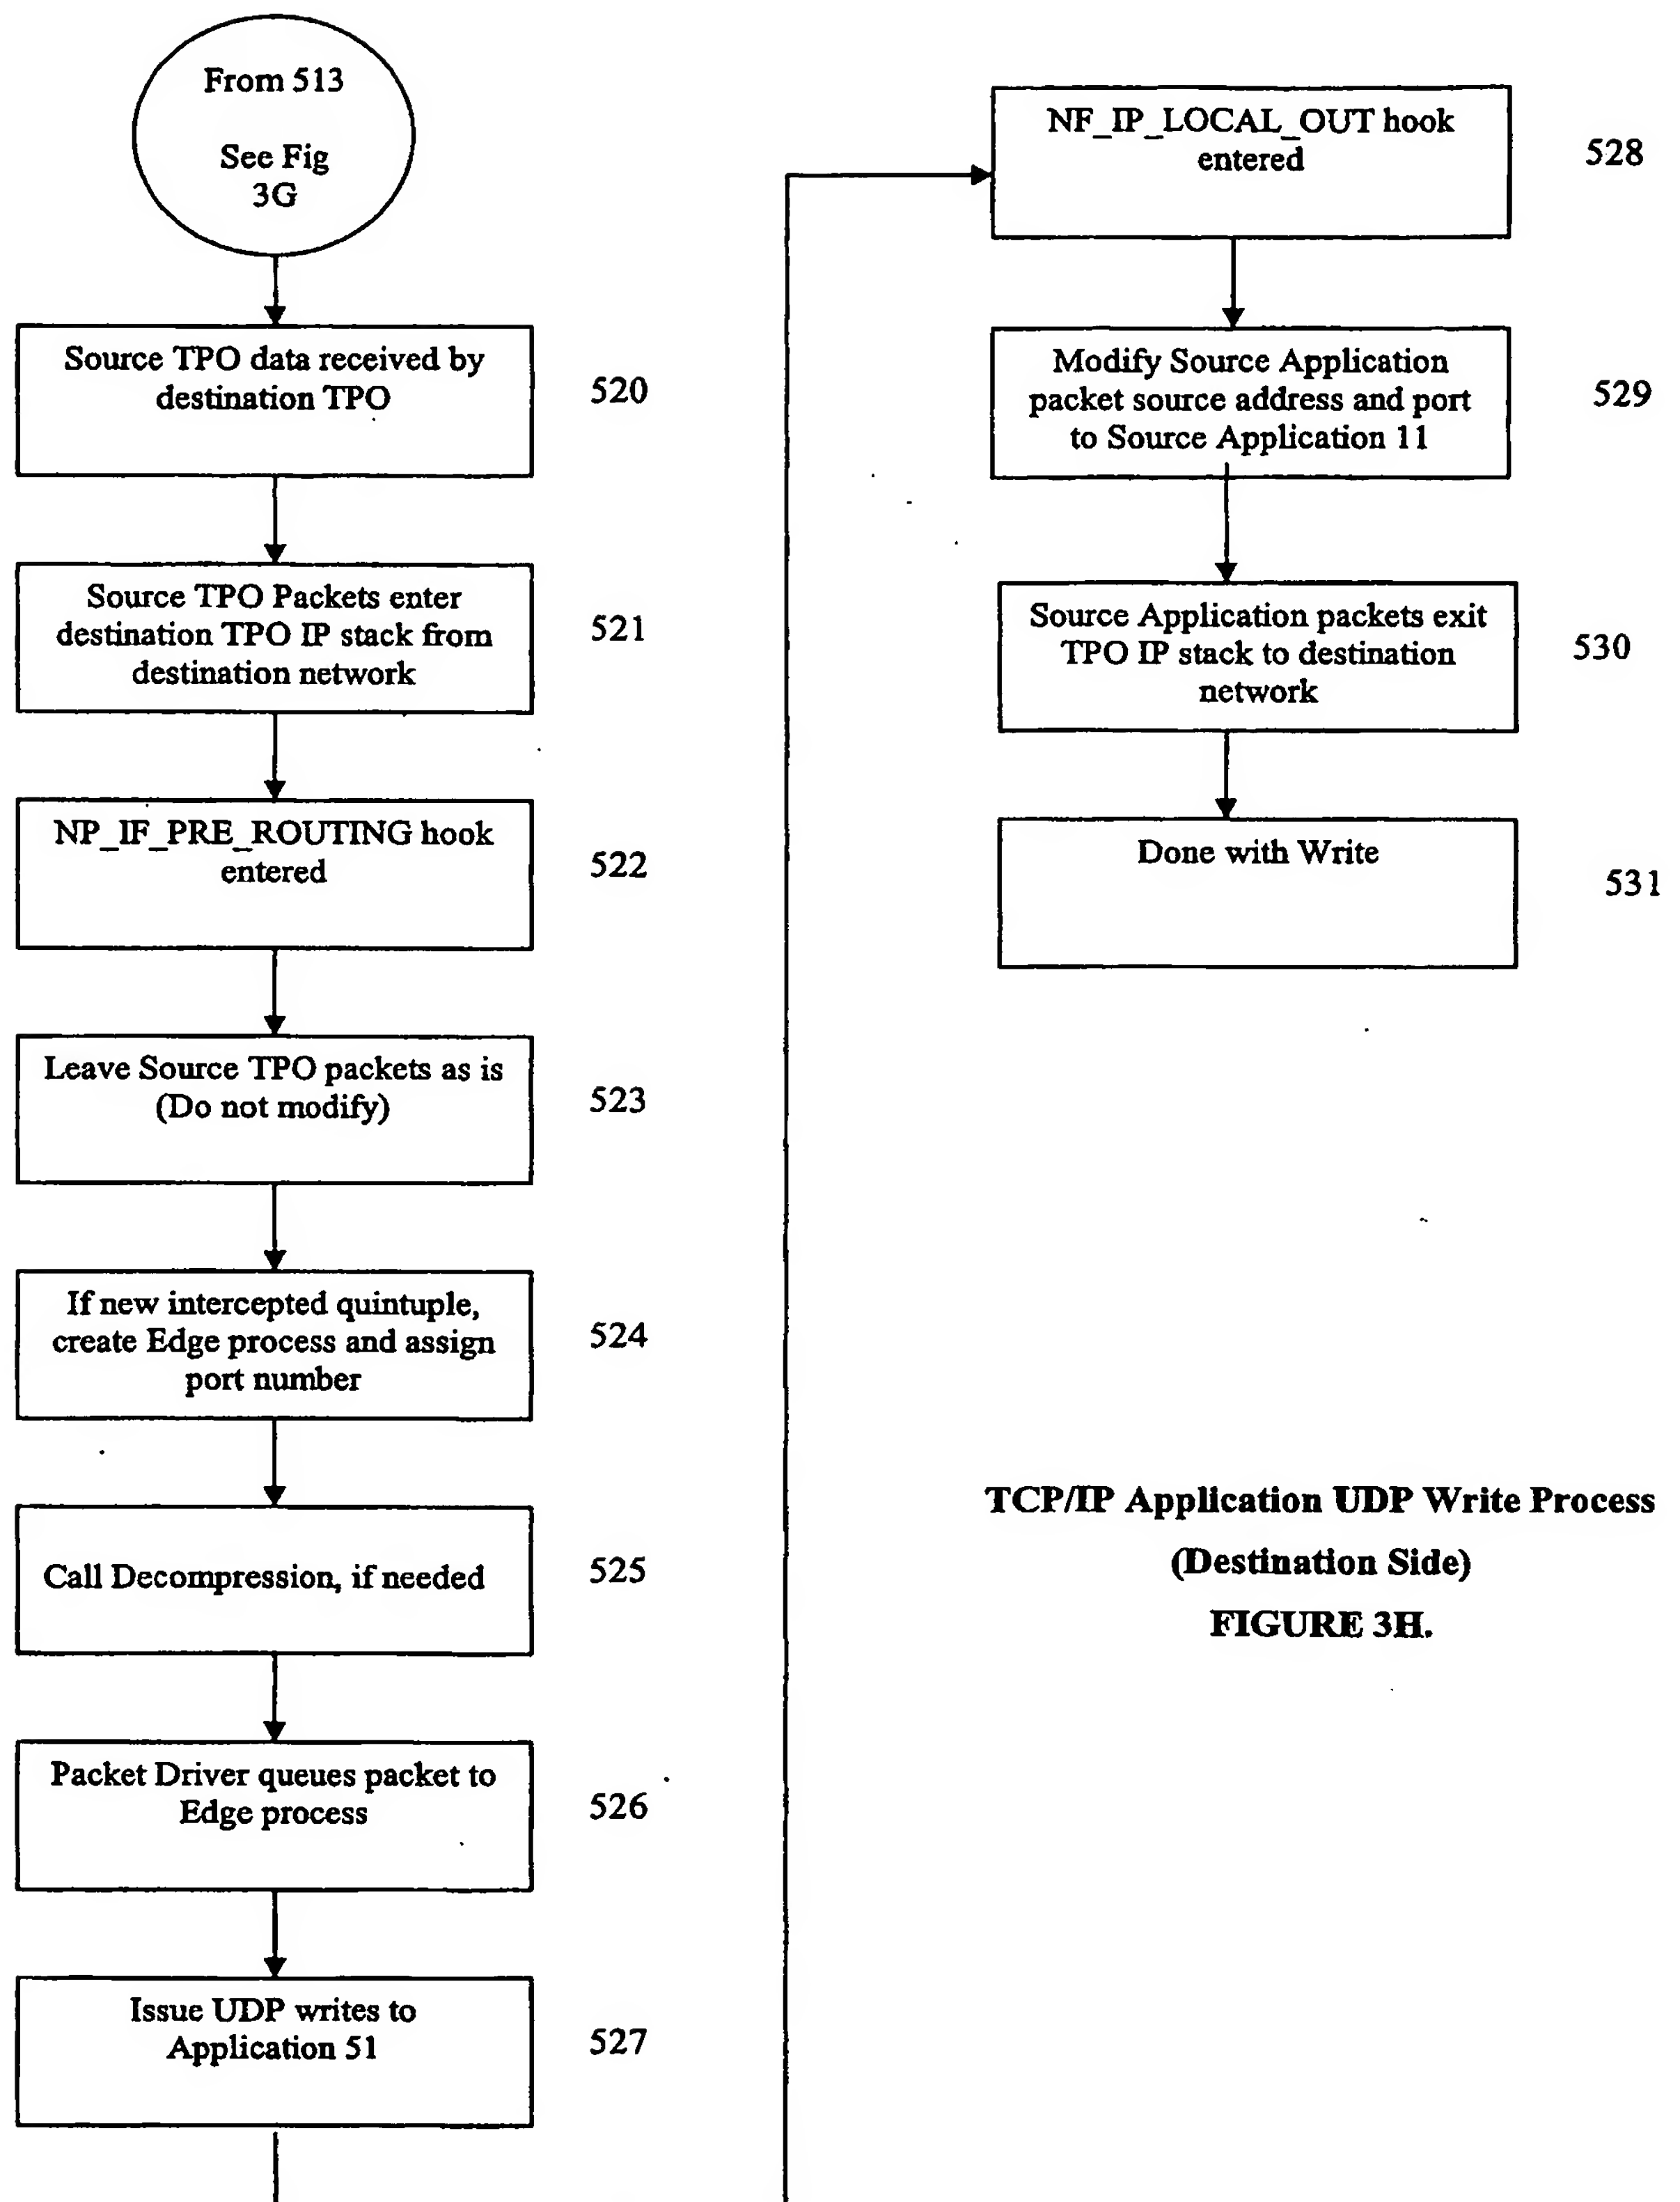 From 513
See Fig
3G
Source TPO data received by
destination TPO
520
Source TPO Packets enter
destination TPO IP stack from
destination network
521
NP_IF_PRE_ROUTING hook
entered
522
Leave Source TPO packets as is
(Do not modify)
523
If new intercepted quintuple,
create Edge process and assign
port number
524
Call Decompression, if needed
525
Packet Driver queues packet to
Edge process
526
Issue UDP writes to
Application 51
527
NF_IP_LOCAL_OUT hook
entered
528
Modify Source Application
packet source address and port
to Source Application 11
529
Source Application packets exit
TPO IP stack to destination
network
530
Done with Write
531
TCP/IP Application UDP Write Process
(Destination Side)
FIGURE 3H.